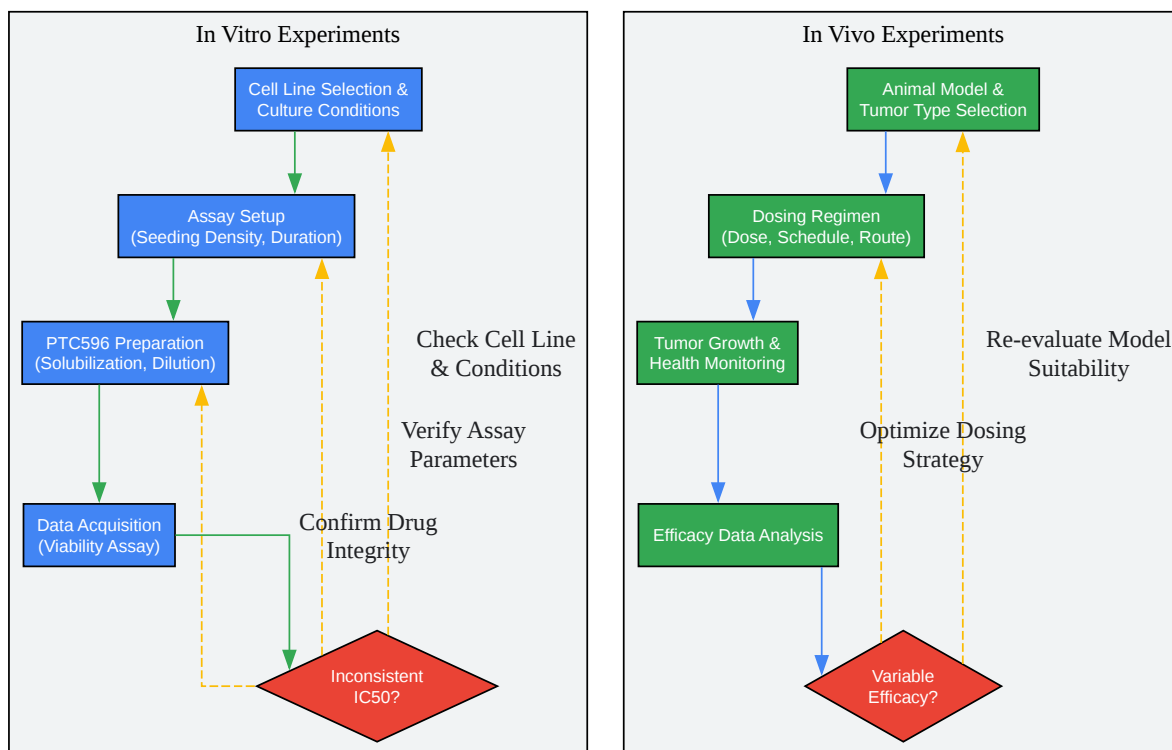 In Vitro Experiments
Cell Line Selection &
Culture Conditions
Assay Setup
(Seeding Density, Duration)
PTC596 Preparation
(Solubilization, Dilution)
Check Cell Line
& Conditions
Verify Assay
Parameters
Data Acquisition
(Viability Assay)
Confirm Drug
Integrity
Inconsistent
IC50?
In Vivo Experiments
Animal Model &
Tumor Type Selection
Dosing Regimen
(Dose, Schedule, Route)
Tumor Growth &
Health Monitoring
Re-evaluate Model
Suitability
Optimize Dosing
Strategy
Efficacy Data Analysis
Variable
Efficacy?